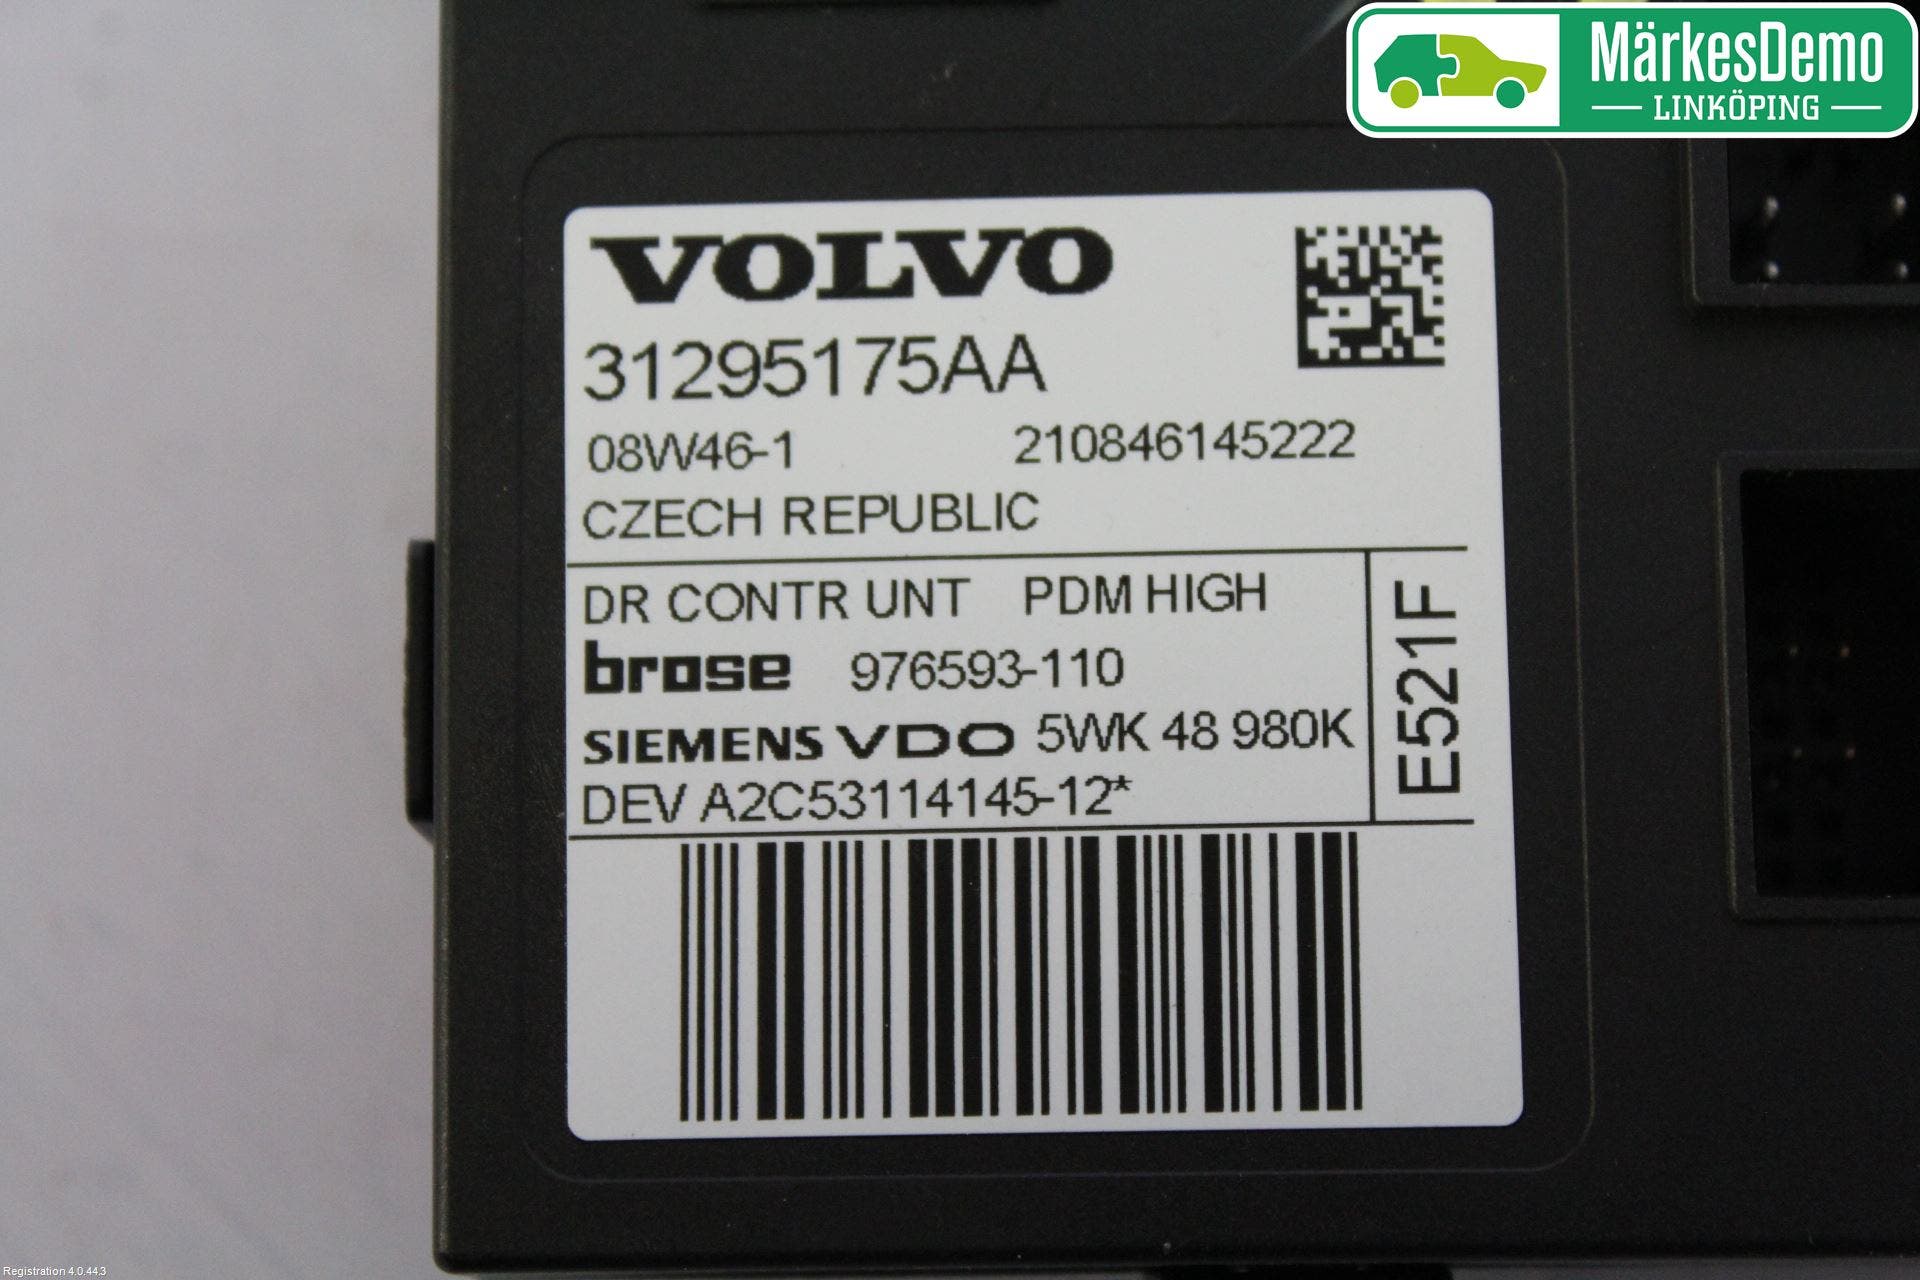 MärkesDemo
LINKÖPING
VOLVO
31295175AA
08W46-1 210846145222
CZECH REPUBLIC
DR CONTR UNT PDM HIGH
brose 976593-110
SIEMENS VDO 5WK 48 980K
DEV A2C53114145-12*
E521F
Registration 4.0.44.3